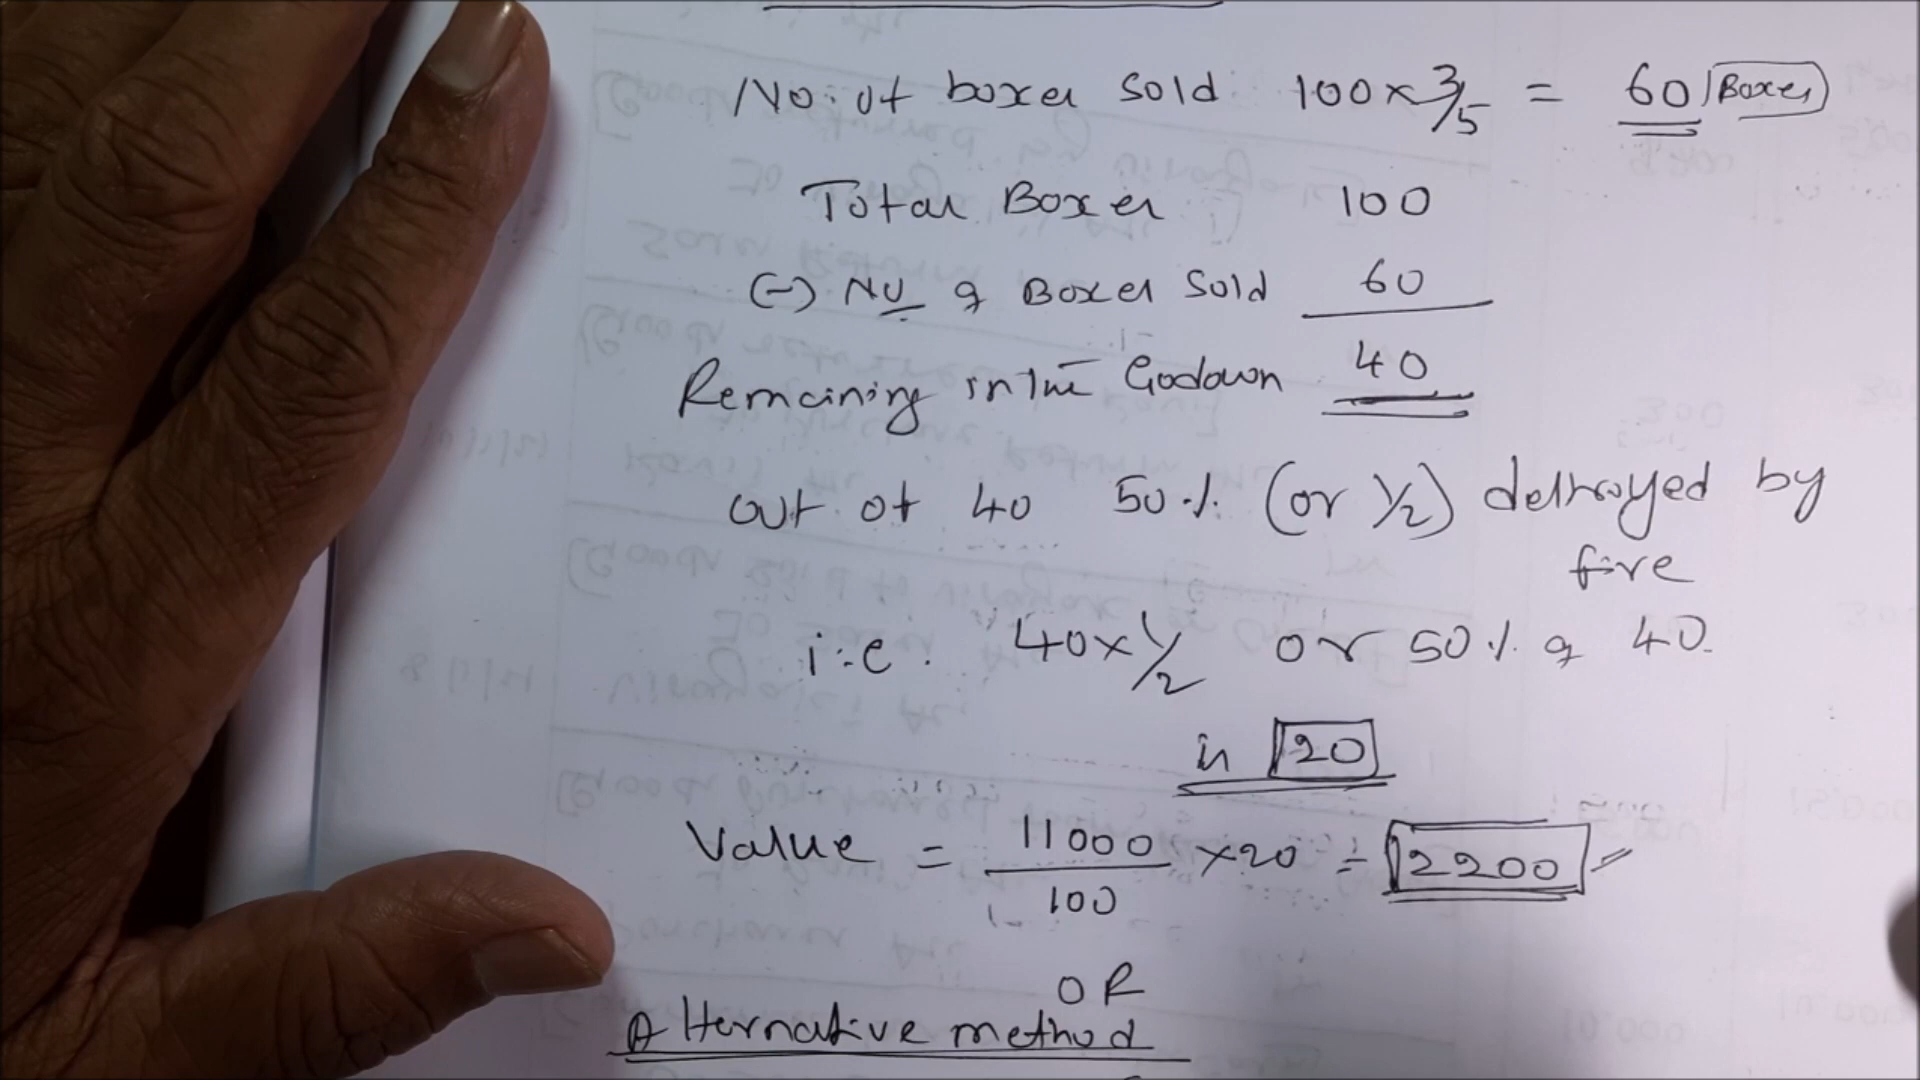 No. of boxes sold 100 × 3/5 = 60 Boxes
Total Boxes 100
(-) No of Boxes Sold 60
Remaining in the Godown 40
out of 40 50 % (or 1/2) destroyed by
fire
i.e. 40 × 1/2 or 50 % of 40.
is 20
Value = 11000/100 × 20 = 2200
OR
Alternative method